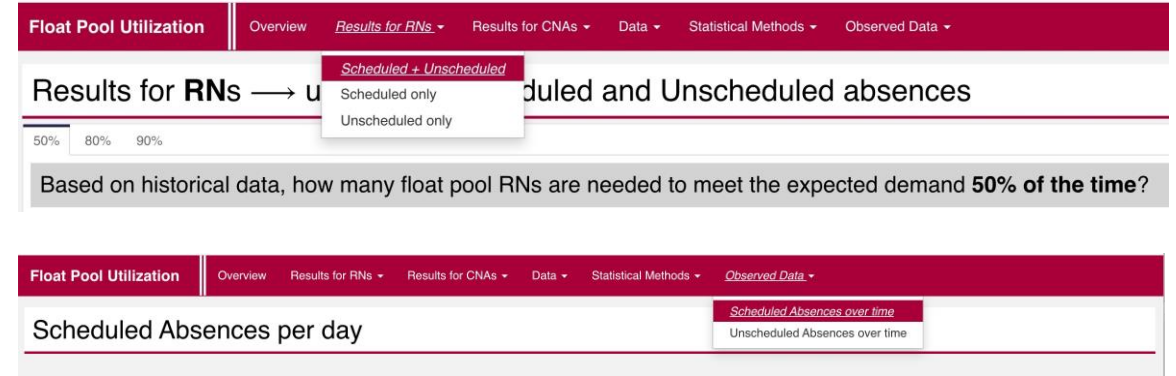 Float Pool Utilization Overview Results for RNs Results for CNAs Data Statistical Methods Observed Data
Scheduled + Unscheduled
Scheduled only
Unscheduled only
Results for RNs ⟶ u duled and Unscheduled absences
50% 80% 90%
Based on historical data, how many float pool RNs are needed to meet the expected demand 50% of the time?
Float Pool Utilization Overview Results for RNs Results for CNAs Data Statistical Methods Observed Data
Scheduled Absences over time
Unscheduled Absences over time
Scheduled Absences per day